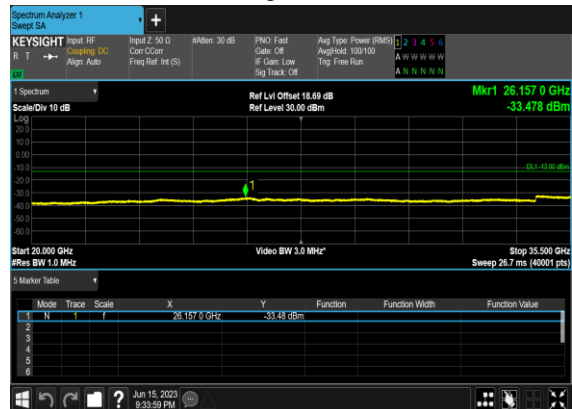 Spectrum Analyzer 1
Swept SA
+
KEYSIGHT Input: RF Input Z: 50 Ω #Atten: 30 dB PNO: Fast Avg Type: Power (RMS) 1 2 3 4 5 6
R T Coupling: DC Corr CCorr Gate: Off Avg|Hold: 100/100 A W W W W W
Align: Auto Freq Ref: Int (S) IF Gain: Low Trig: Free Run
LW Sig Track: Off A N N N N N
1 Spectrum Ref Lvl Offset 18.69 dB Mkr1 26.157 0 GHz
Scale/Div 10 dB Ref Level 30.00 dBm -33.478 dBm
Log
20.0
10.0
0.00
-10.0 DL1 -13.00 dBm
-20.0
-30.0 1
-40.0
-50.0
-60.0
Start 20.000 GHz Video BW 3.0 MHz* Stop 35.500 GHz
#Res BW 1.0 MHz Sweep 26.7 ms (40001 pts)
5 Marker Table
Mode Trace Scale X Y Function Function Width Function Value
1 N 1 f 26.157 0 GHz -33.48 dBm
2
3
4
5
6
? Jun 15, 2023
9:33:59 PM